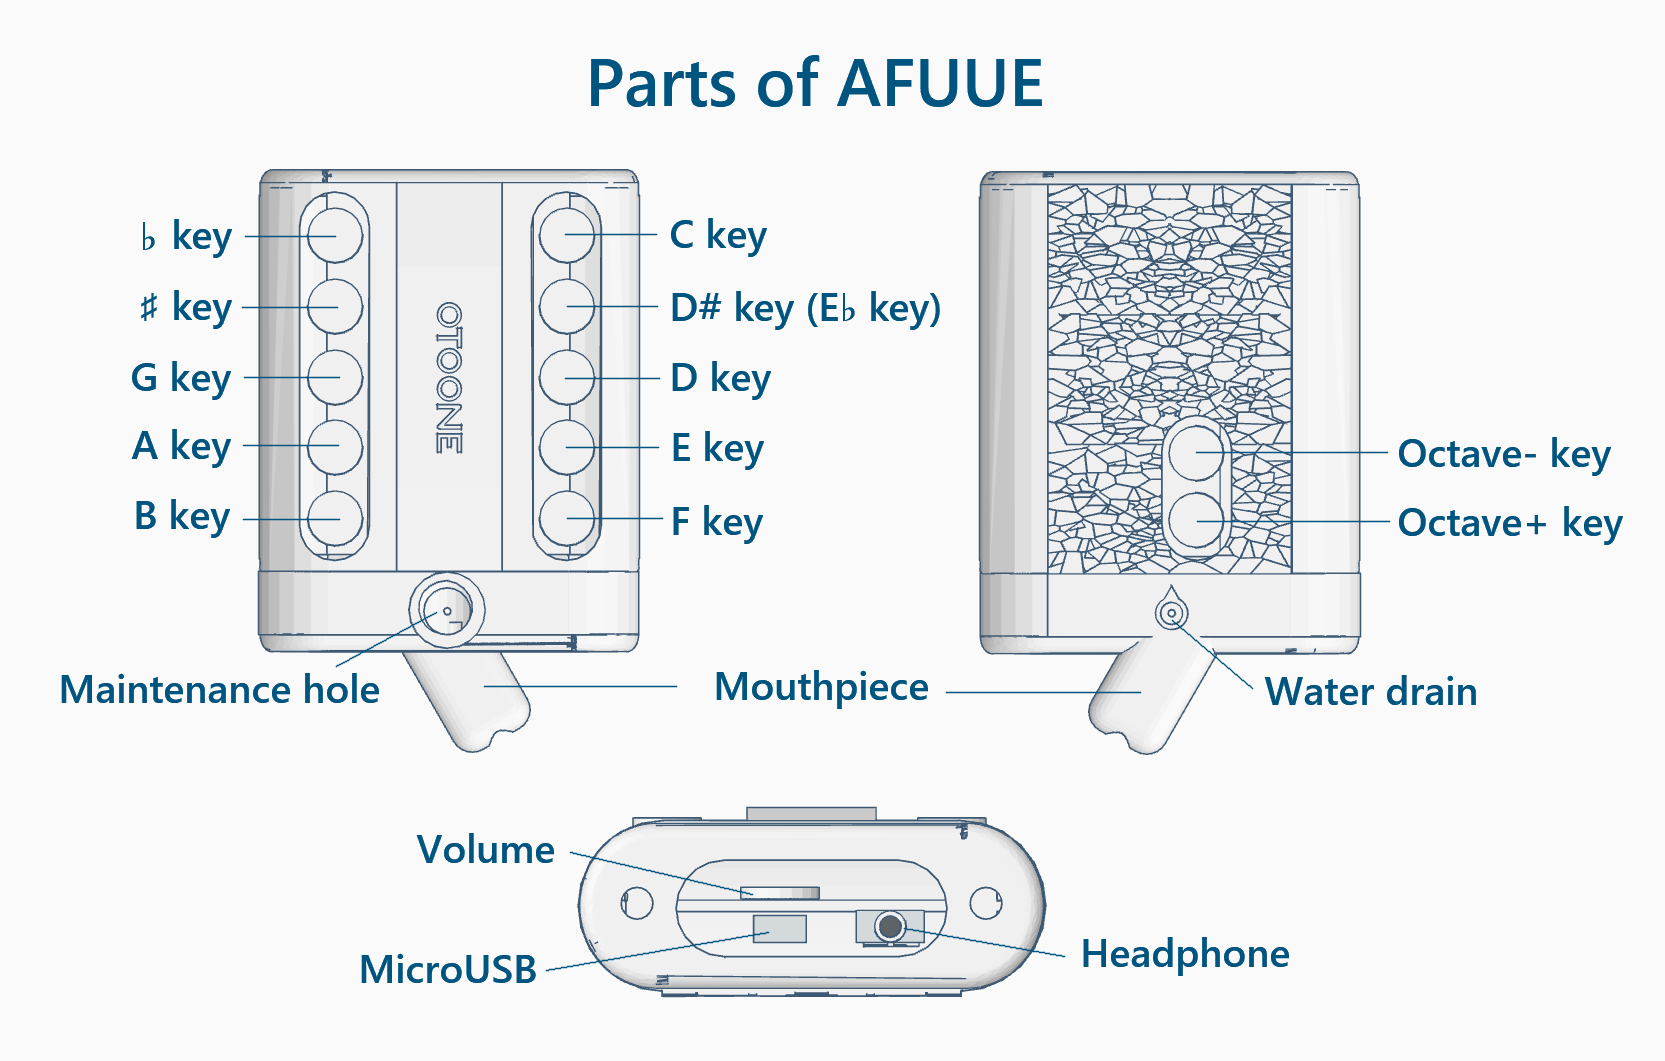 Parts of AFUUE
♭ key
C key
♯ key
D# key (E♭ key)
G key
D key
A key
E key
B key
F key
OTOONE
Octave- key
Octave+ key
Maintenance hole
Mouthpiece
Water drain
Volume
MicroUSB
Headphone